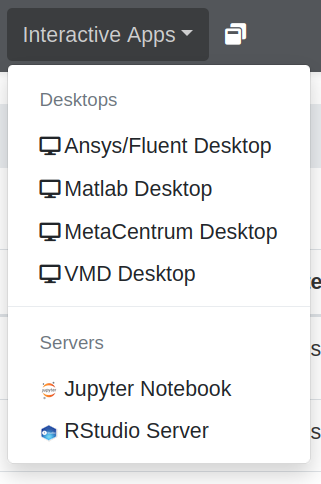 Interactive Apps
Desktops
Ansys/Fluent Desktop
Matlab Desktop
MetaCentrum Desktop
VMD Desktop
Servers
Jupyter Notebook
RStudio Server